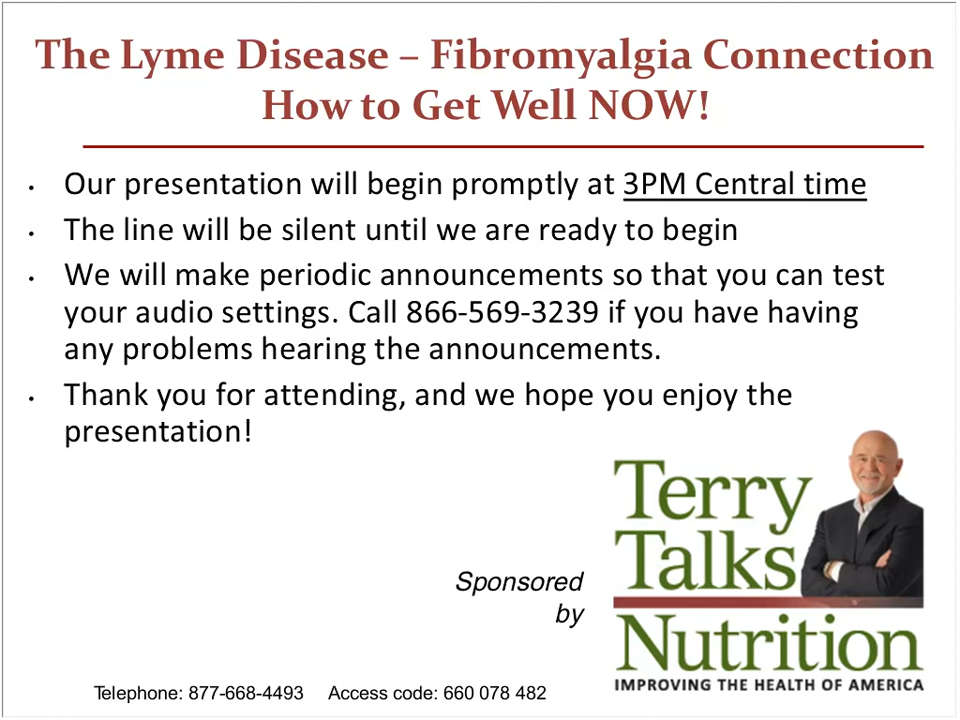 The Lyme Disease – Fibromyalgia Connection
How to Get Well NOW!
• Our presentation will begin promptly at 3PM Central time
• The line will be silent until we are ready to begin
• We will make periodic announcements so that you can test
your audio settings. Call 866-569-3239 if you have having
any problems hearing the announcements.
• Thank you for attending, and we hope you enjoy the
presentation!
Sponsored
by
Terry
Talks
Nutrition
IMPROVING THE HEALTH OF AMERICA
Telephone: 877-668-4493 Access code: 660 078 482